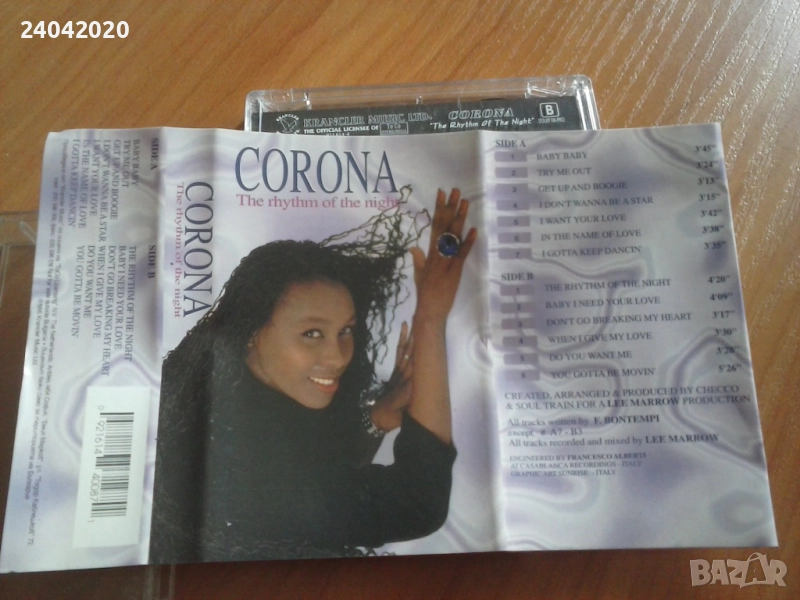 24042020
KRANCLER MUSIC LTD.
THE OFFICIAL LICENSEE OF
CORONA
"The Rhythm Of The Night"
B
SIDE A
BABY BABY
TRY ME OUT
GET UP AND BOOGIE
I DON'T WANNA BE A STAR
I WANT YOUR LOVE
IN THE NAME OF LOVE
I GOTTA KEEP DANCIN'
SIDE B
THE RHYTHM OF THE NIGHT
BABY I NEED YOUR LOVE
DON'T GO BREAKING MY HEART
WHEN I GIVE MY LOVE
DO YOU WANT ME
YOU GOTTA BE MOVIN'
0 921614 400871
CORONA
The rhythm of the night
CORONA
The rhythm of the night
SIDE A
1 BABY BABY 3'45"
2 TRY ME OUT 3'24"
3 GET UP AND BOOGIE 3'13"
4 I DON'T WANNA BE A STAR 3'15"
5 I WANT YOUR LOVE 3'42"
6 IN THE NAME OF LOVE 3'38"
7 I GOTTA KEEP DANCIN' 3'35"
SIDE B
1 THE RHYTHM OF THE NIGHT 4'20"
2 BABY I NEED YOUR LOVE 4'09"
3 DON'T GO BREAKING MY HEART 3'17"
4 WHEN I GIVE MY LOVE 3'30"
5 DO YOU WANT ME 3'28"
6 YOU GOTTA BE MOVIN' 5'26"
CREATED, ARRANGED & PRODUCED BY CHECCO
& SOUL TRAIN FOR A LEE MARROW PRODUCTION
All tracks written by F. BONTEMPI
except # A7 - B3
All tracks recorded and mixed by LEE MARROW
ENGINEERED BY FRANCESCO ALBERTI
At CASABLANCA RECORDINGS - ITALY
GRAPHIC ART SUNRISE - ITALY
BAZAR